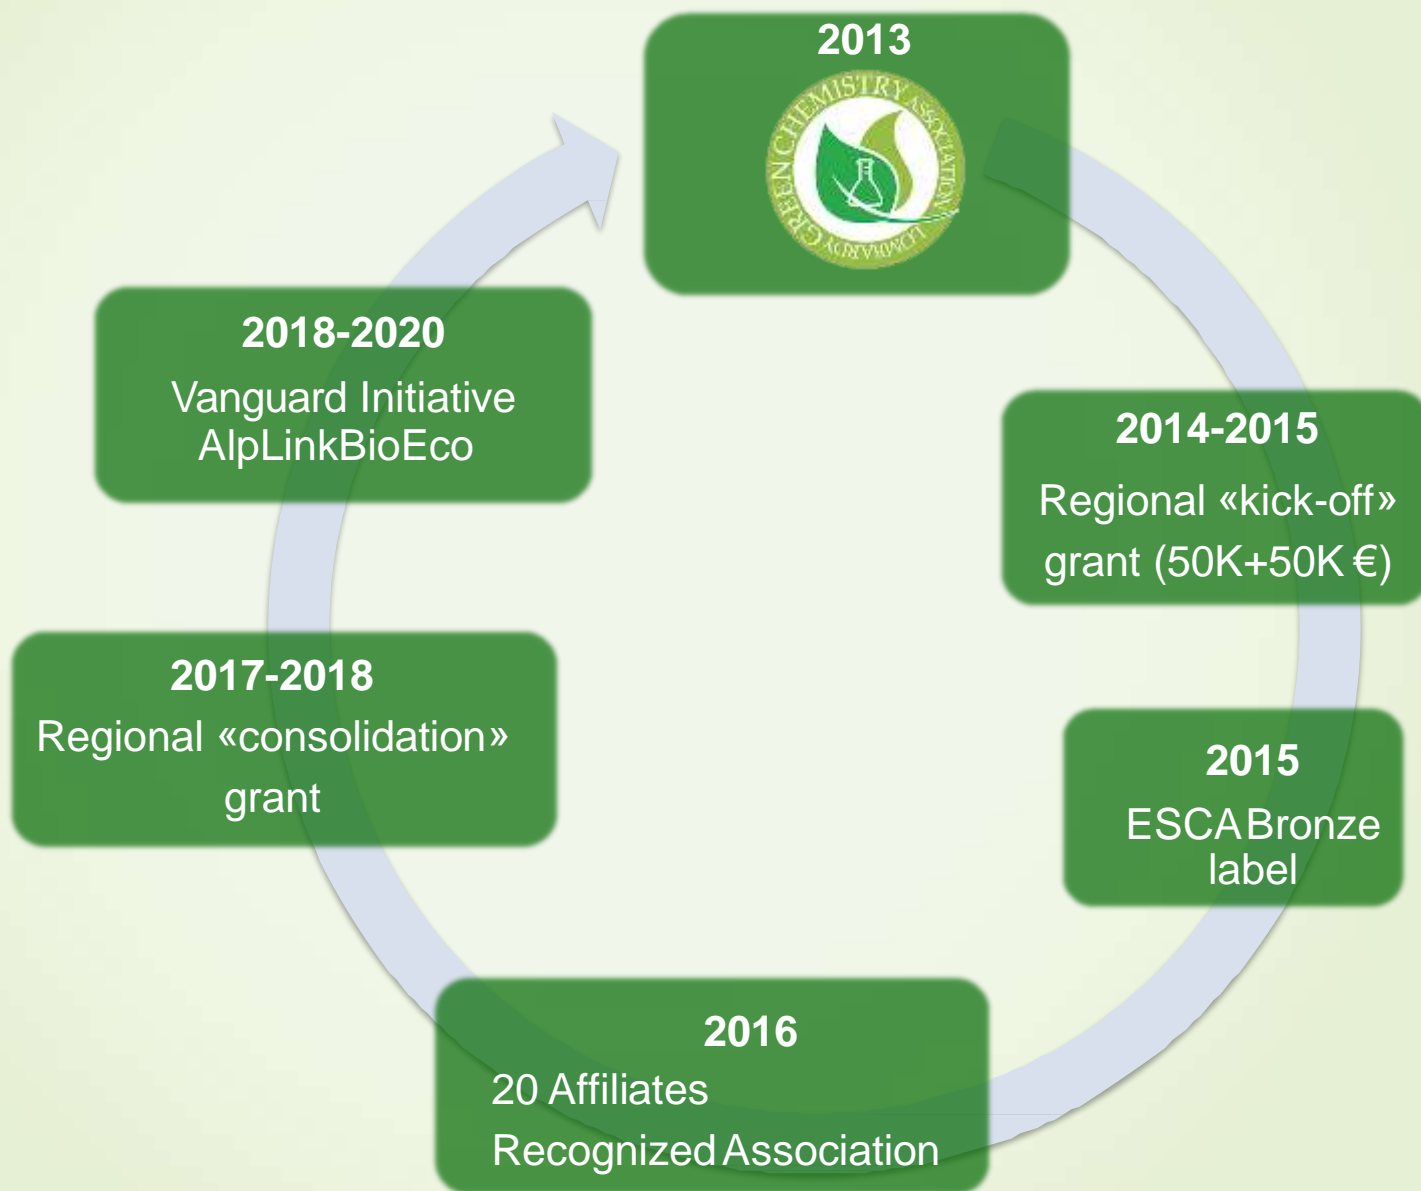 2013
LOMBARDY GREEN CHEMISTRY ASSOCIATION
2014-2015
Regional «kick-off»
grant (50K+50K €)
2015
ESCA Bronze
label
2016
20 Affiliates
Recognized Association
2017-2018
Regional «consolidation»
grant
2018-2020
Vanguard Initiative
AlpLinkBioEco